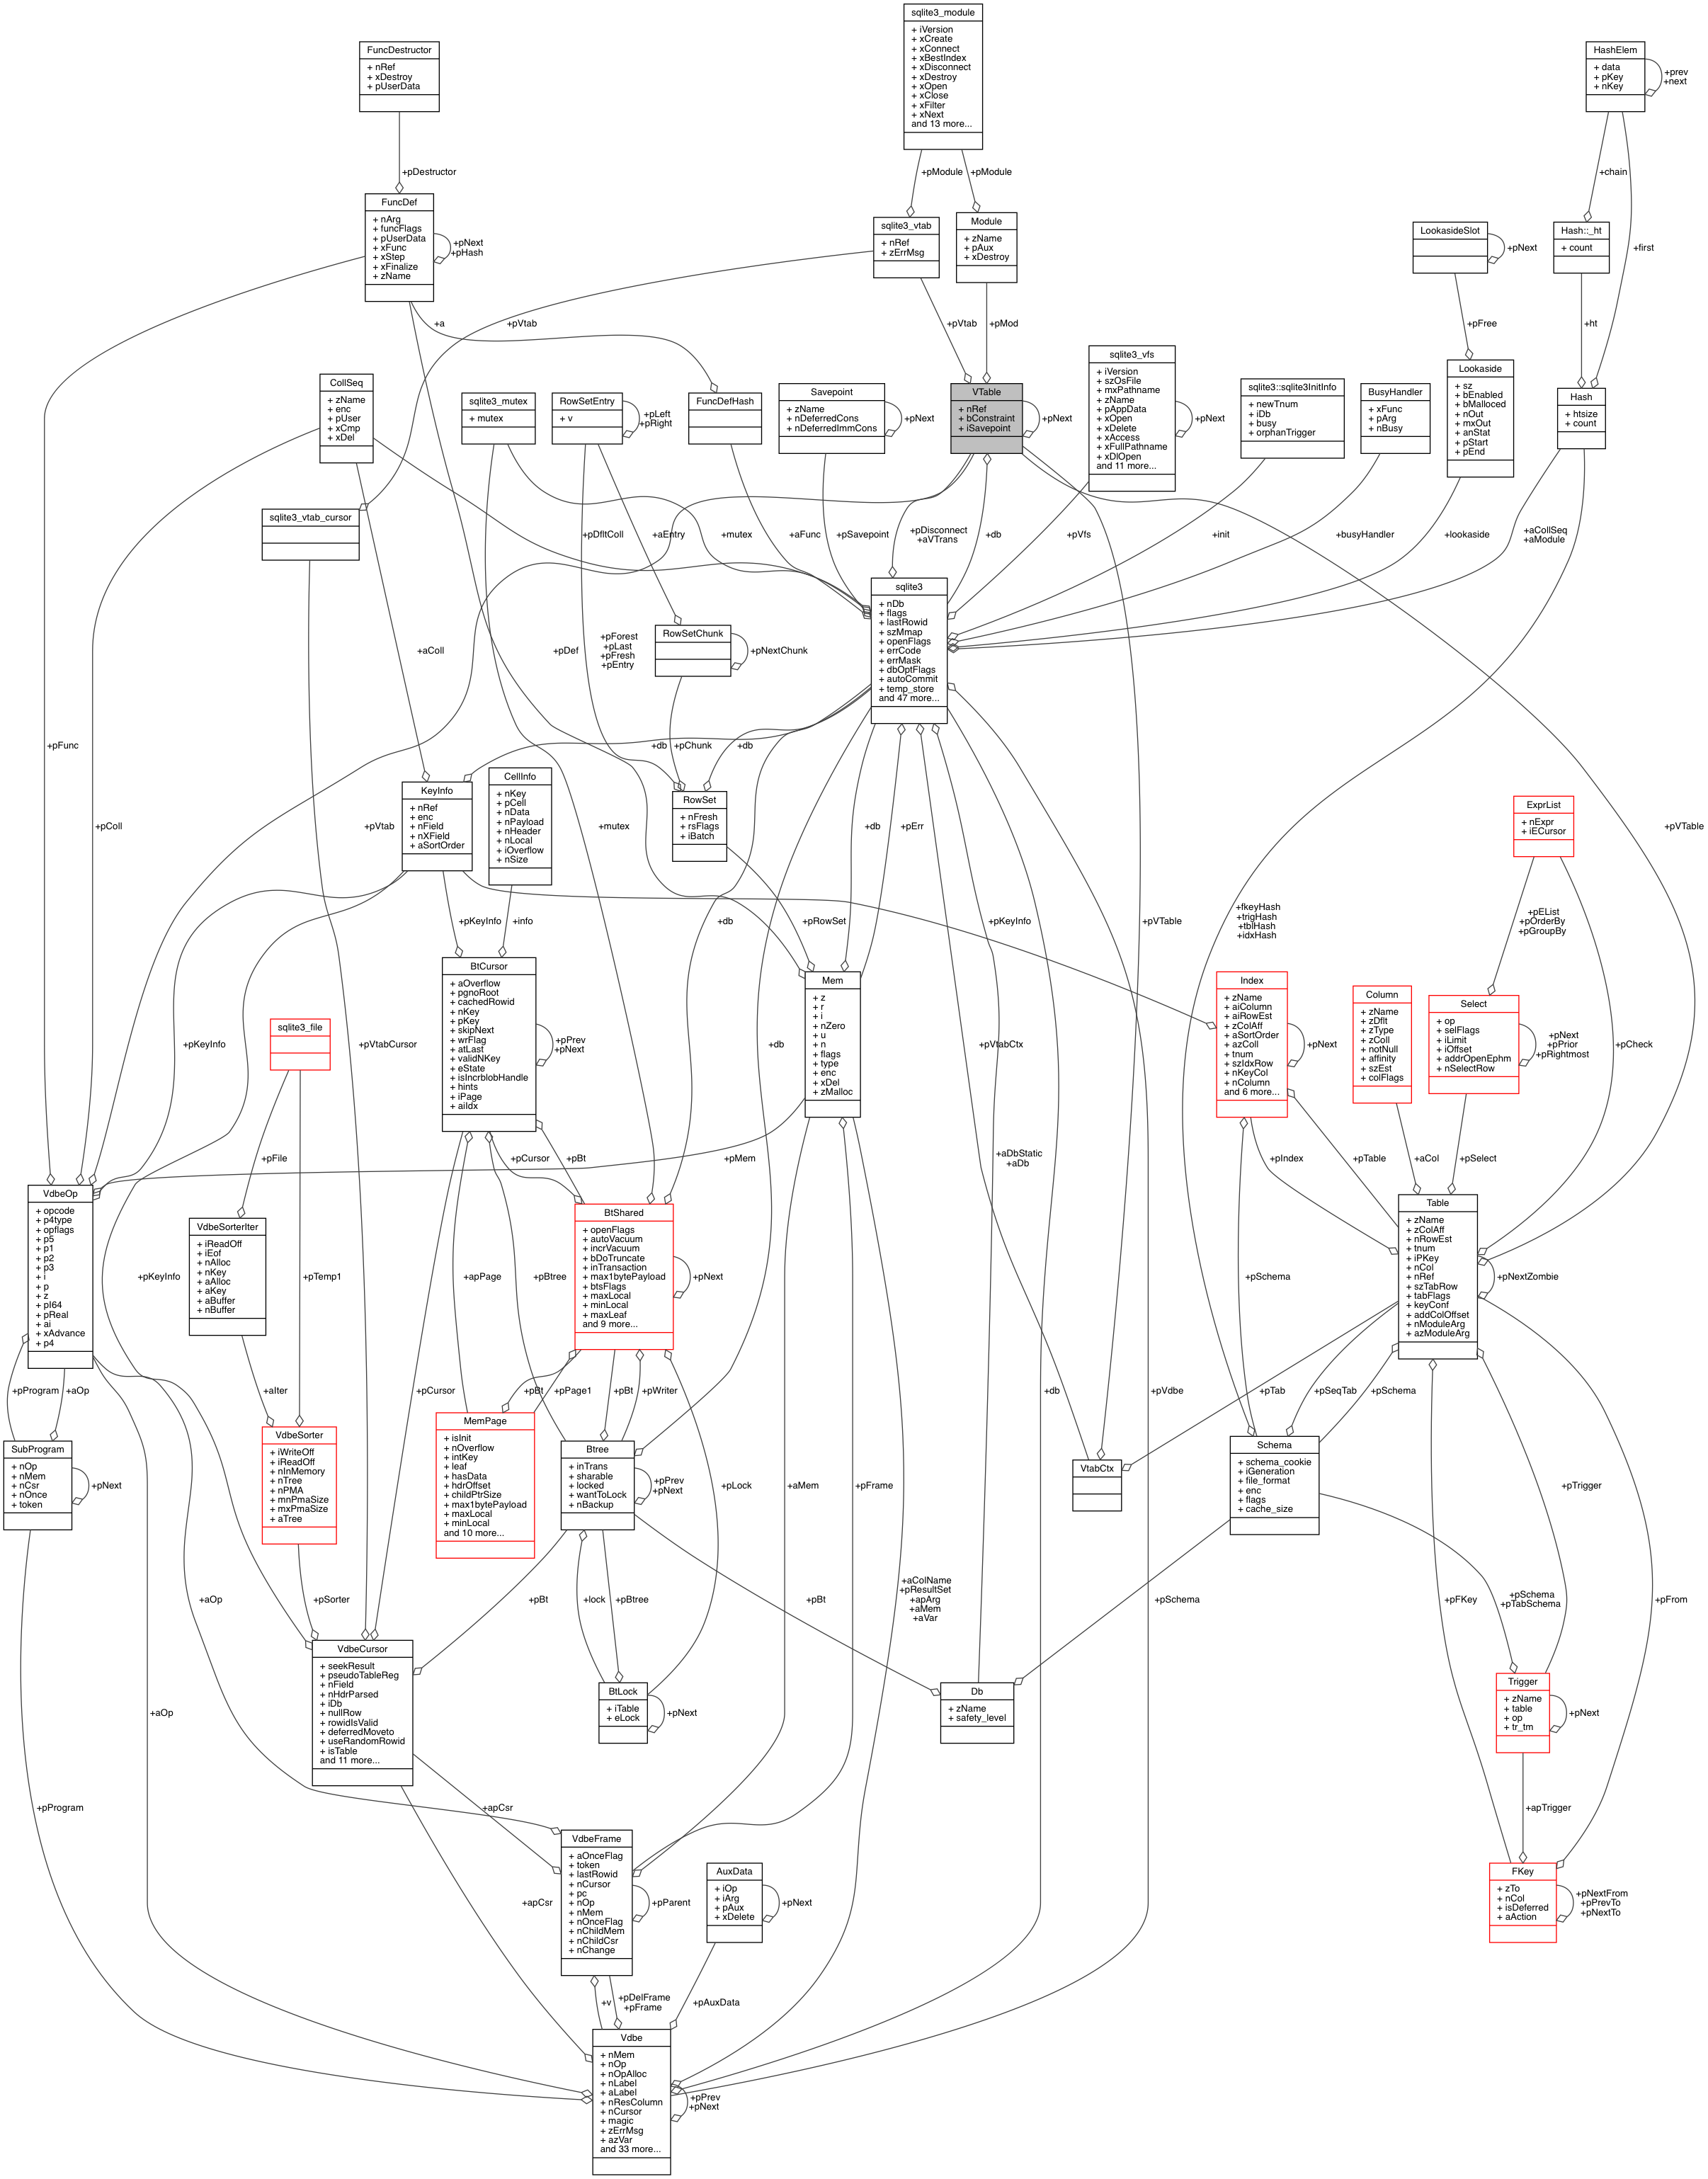 sqlite3_module
+ iVersion
+ xCreate
+ xConnect
+ xBestIndex
+ xDisconnect
+ xDestroy
+ xOpen
+ xClose
+ xFilter
+ xNext
and 13 more...
FuncDestructor
+ nRef
+ xDestroy
+ pUserData
HashElem
+ data
+ pKey
+ nKey
+prev
+next
+pDestructor
+pModule
+pModule
+chain
FuncDef
+ nArg
+ funcFlags
+ pUserData
+ xFunc
+ xStep
+ xFinalize
+ zName
+pNext
+pHash
sqlite3_vtab
+ nRef
+ zErrMsg
Module
+ zName
+ pAux
+ xDestroy
LookasideSlot
+pNext
Hash::_ht
+ count
+first
+a
+pVtab
+pVtab
+pMod
+pFree
+ht
CollSeq
+ zName
+ enc
+ pUser
+ xCmp
+ xDel
sqlite3_mutex
+ mutex
RowSetEntry
+ v
+pLeft
+pRight
FuncDefHash
Savepoint
+ zName
+ nDeferredCons
+ nDeferredImmCons
+pNext
VTable
+ nRef
+ bConstraint
+ iSavepoint
+pNext
sqlite3_vfs
+ iVersion
+ szOsFile
+ mxPathname
+ zName
+ pAppData
+ xOpen
+ xDelete
+ xAccess
+ xFullPathname
+ xDlOpen
and 11 more...
+pNext
sqlite3::sqlite3InitInfo
+ newTnum
+ iDb
+ busy
+ orphanTrigger
BusyHandler
+ xFunc
+ pArg
+ nBusy
Lookaside
+ sz
+ bEnabled
+ bMalloced
+ nOut
+ mxOut
+ anStat
+ pStart
+ pEnd
Hash
+ htsize
+ count
sqlite3_vtab_cursor
+pDfltColl
+aEntry
+mutex
+aFunc
+pSavepoint
+pDisconnect
+aVTrans
+db
+pVfs
+init
+busyHandler
+lookaside
+aCollSeq
+aModule
sqlite3
+ nDb
+ flags
+ lastRowid
+ szMmap
+ openFlags
+ errCode
+ errMask
+ dbOptFlags
+ autoCommit
+ temp_store
and 47 more...
+aColl
+pDef
+pForest
+pLast
+pFresh
+pEntry
RowSetChunk
+pNextChunk
+pFunc
+db
+pChunk
+db
KeyInfo
+ nRef
+ enc
+ nField
+ nXField
+ aSortOrder
CellInfo
+ nKey
+ pCell
+ nData
+ nPayload
+ nHeader
+ nLocal
+ iOverflow
+ nSize
RowSet
+ nFresh
+ rsFlags
+ iBatch
ExprList
+ nExpr
+ iECursor
+pColl
+pVtab
+mutex
+db
+pErr
+pVTable
+pKeyInfo
+info
+db
+pRowSet
+pKeyInfo
+pVTable
+fkeyHash
+trigHash
+tblHash
+idxHash
+pEList
+pOrderBy
+pGroupBy
BtCursor
+ aOverflow
+ pgnoRoot
+ cachedRowid
+ nKey
+ pKey
+ skipNext
+ wrFlag
+ atLast
+ validNKey
+ eState
+ isIncrblobHandle
+ hints
+ iPage
+ aiIdx
+pPrev
+pNext
Mem
+ z
+ r
+ i
+ nZero
+ u
+ n
+ flags
+ type
+ enc
+ xDel
+ zMalloc
Index
+ zName
+ aiColumn
+ aiRowEst
+ zColAff
+ aSortOrder
+ azColl
+ tnum
+ szIdxRow
+ nKeyCol
+ nColumn
and 6 more...
+pNext
Column
+ zName
+ zDflt
+ zType
+ zColl
+ notNull
+ affinity
+ szEst
+ colFlags
Select
+ op
+ selFlags
+ iLimit
+ iOffset
+ addrOpenEphm
+ nSelectRow
+pNext
+pPrior
+pRightmost
+pCheck
sqlite3_file
+pKeyInfo
+pVtabCursor
+db
+pVtabCtx
+pFile
+pCursor
+pBt
+pMem
+aDbStatic
+aDb
+pIndex
+pTable
+aCol
+pSelect
VdbeOp
+ opcode
+ p4type
+ opflags
+ p5
+ p1
+ p2
+ p3
+ i
+ p
+ z
+ pI64
+ pReal
+ ai
+ xAdvance
+ p4
VdbeSorterIter
+ iReadOff
+ iEof
+ nAlloc
+ nKey
+ aAlloc
+ aKey
+ aBuffer
+ nBuffer
BtShared
+ openFlags
+ autoVacuum
+ incrVacuum
+ bDoTruncate
+ inTransaction
+ max1bytePayload
+ btsFlags
+ maxLocal
+ minLocal
+ maxLeaf
and 9 more...
+pNext
Table
+ zName
+ zColAff
+ nRowEst
+ tnum
+ iPKey
+ nCol
+ nRef
+ szTabRow
+ tabFlags
+ keyConf
+ addColOffset
+ nModuleArg
+ azModuleArg
+pNextZombie
+pKeyInfo
+pTemp1
+apPage
+pBtree
+pSchema
+pProgram
+aOp
+aIter
+pCursor
+pBt
+pPage1
+pBt
+pWriter
+db
+pVdbe
+pTab
+pSeqTab
+pSchema
SubProgram
+ nOp
+ nMem
+ nCsr
+ nOnce
+ token
+pNext
VdbeSorter
+ iWriteOff
+ iReadOff
+ nInMemory
+ nTree
+ nPMA
+ mnPmaSize
+ mxPmaSize
+ aTree
MemPage
+ isInit
+ nOverflow
+ intKey
+ leaf
+ hasData
+ hdrOffset
+ childPtrSize
+ max1bytePayload
+ maxLocal
+ minLocal
and 10 more...
Btree
+ inTrans
+ sharable
+ locked
+ wantToLock
+ nBackup
+pPrev
+pNext
+pLock
+aMem
+pFrame
VtabCtx
Schema
+ schema_cookie
+ iGeneration
+ file_format
+ enc
+ flags
+ cache_size
+pTrigger
+aOp
+pSorter
+pBt
+lock
+pBtree
+pBt
+aColName
+pResultSet
+apArg
+aMem
+aVar
+pSchema
+pFKey
+pSchema
+pTabSchema
+pFrom
VdbeCursor
+ seekResult
+ pseudoTableReg
+ nField
+ nHdrParsed
+ iDb
+ nullRow
+ rowidIsValid
+ deferredMoveto
+ useRandomRowid
+ isTable
and 11 more...
BtLock
+ iTable
+ eLock
+pNext
Db
+ zName
+ safety_level
Trigger
+ zName
+ table
+ op
+ tr_tm
+pNext
+aOp
+pProgram
+apCsr
+apTrigger
VdbeFrame
+ aOnceFlag
+ token
+ lastRowid
+ nCursor
+ pc
+ nOp
+ nMem
+ nOnceFlag
+ nChildMem
+ nChildCsr
+ nChange
+pParent
AuxData
+ iOp
+ iArg
+ pAux
+ xDelete
+pNext
FKey
+ zTo
+ nCol
+ isDeferred
+ aAction
+pNextFrom
+pPrevTo
+pNextTo
+apCsr
+v
+pDelFrame
+pFrame
+pAuxData
Vdbe
+ nMem
+ nOp
+ nOpAlloc
+ nLabel
+ aLabel
+ nResColumn
+ nCursor
+ magic
+ zErrMsg
+ azVar
and 33 more...
+pPrev
+pNext